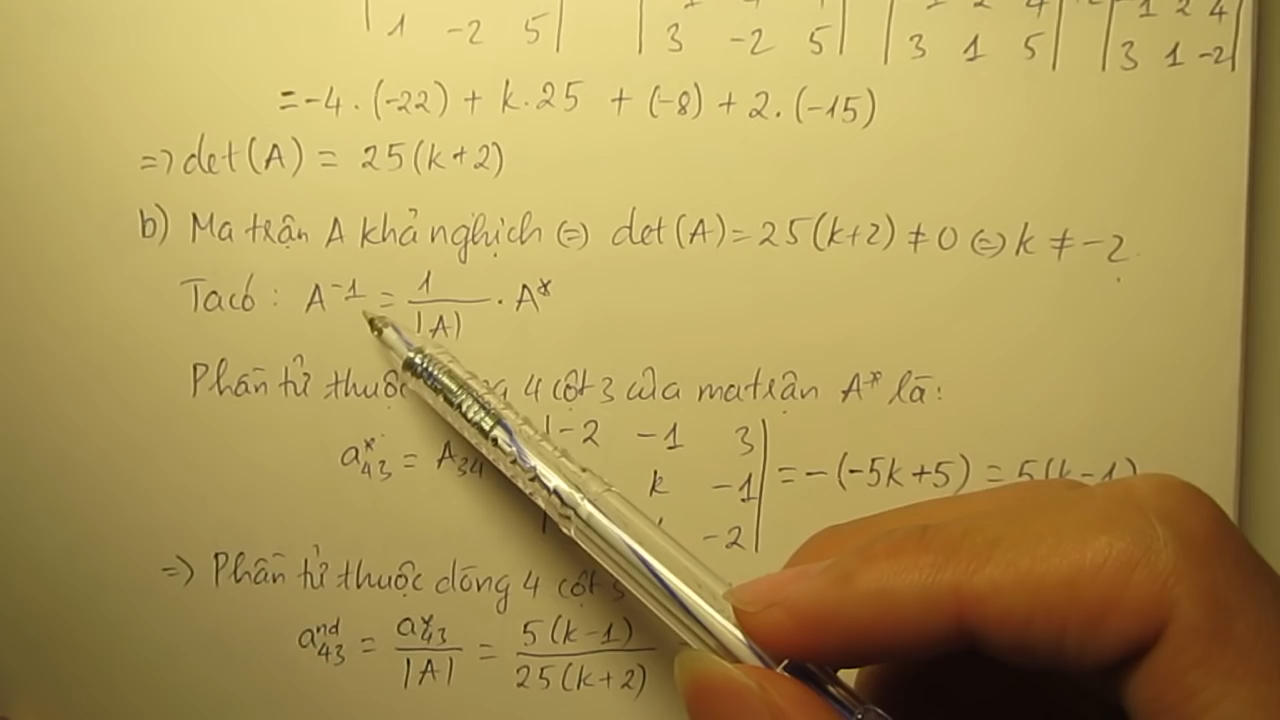 1 -2 5 3 -2 5 3 1 5 1 2 4
3 1 -2
= -4 . (-22) + k.25 + (-8) + 2. (-15)
=> det(A) = 25(k+2)
b) Ma trận A khả nghịch <=> det(A) = 25(k+2) ≠ 0 <=> k ≠ -2.
Ta có : A⁻¹ = 1/|A| . A*
Phần tử thuộc 4 cột 3 của ma trận A* là:
a*43 = A34 |-2 -1 3|
k -1 = -(-5k+5) = 5(k-1)
-2
=> Phần tử thuộc dòng 4 cột 3
a^nd 43 = a*43/|A| = 5(k-1)/25(k+2)